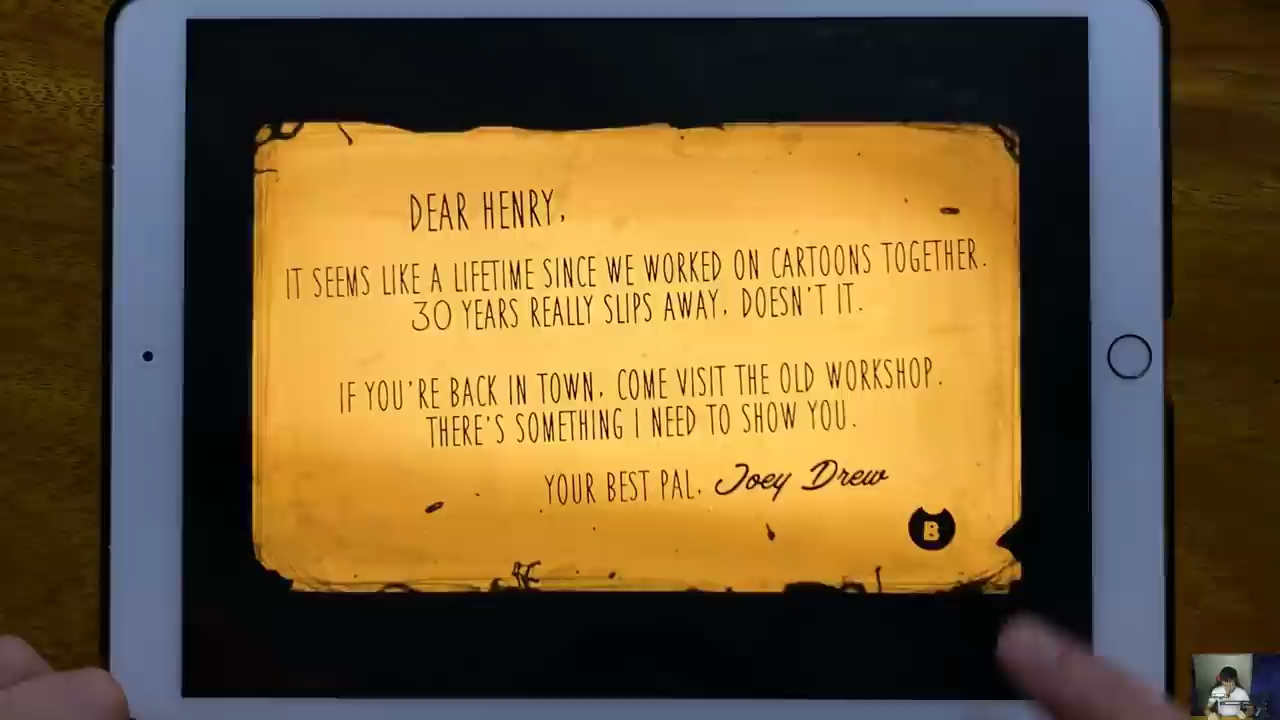 DEAR HENRY,
IT SEEMS LIKE A LIFETIME SINCE WE WORKED ON CARTOONS TOGETHER.
30 YEARS REALLY SLIPS AWAY, DOESN'T IT.
IF YOU'RE BACK IN TOWN, COME VISIT THE OLD WORKSHOP.
THERE'S SOMETHING I NEED TO SHOW YOU.
YOUR BEST PAL, Joey Drew
B